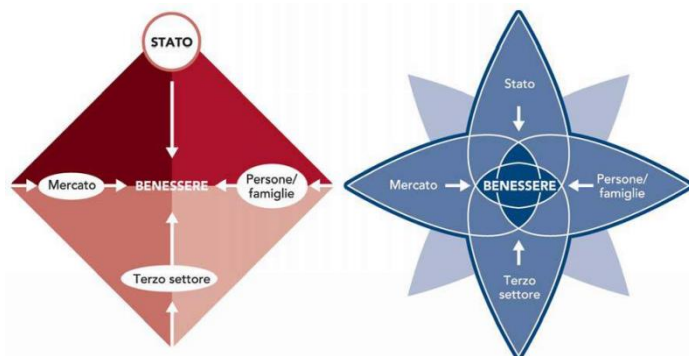 STATO
Mercato
BENESSERE
Persone/
famiglie
Terzo settore
Stato
Mercato
BENESSERE
Persone/
famiglie
Terzo
settore